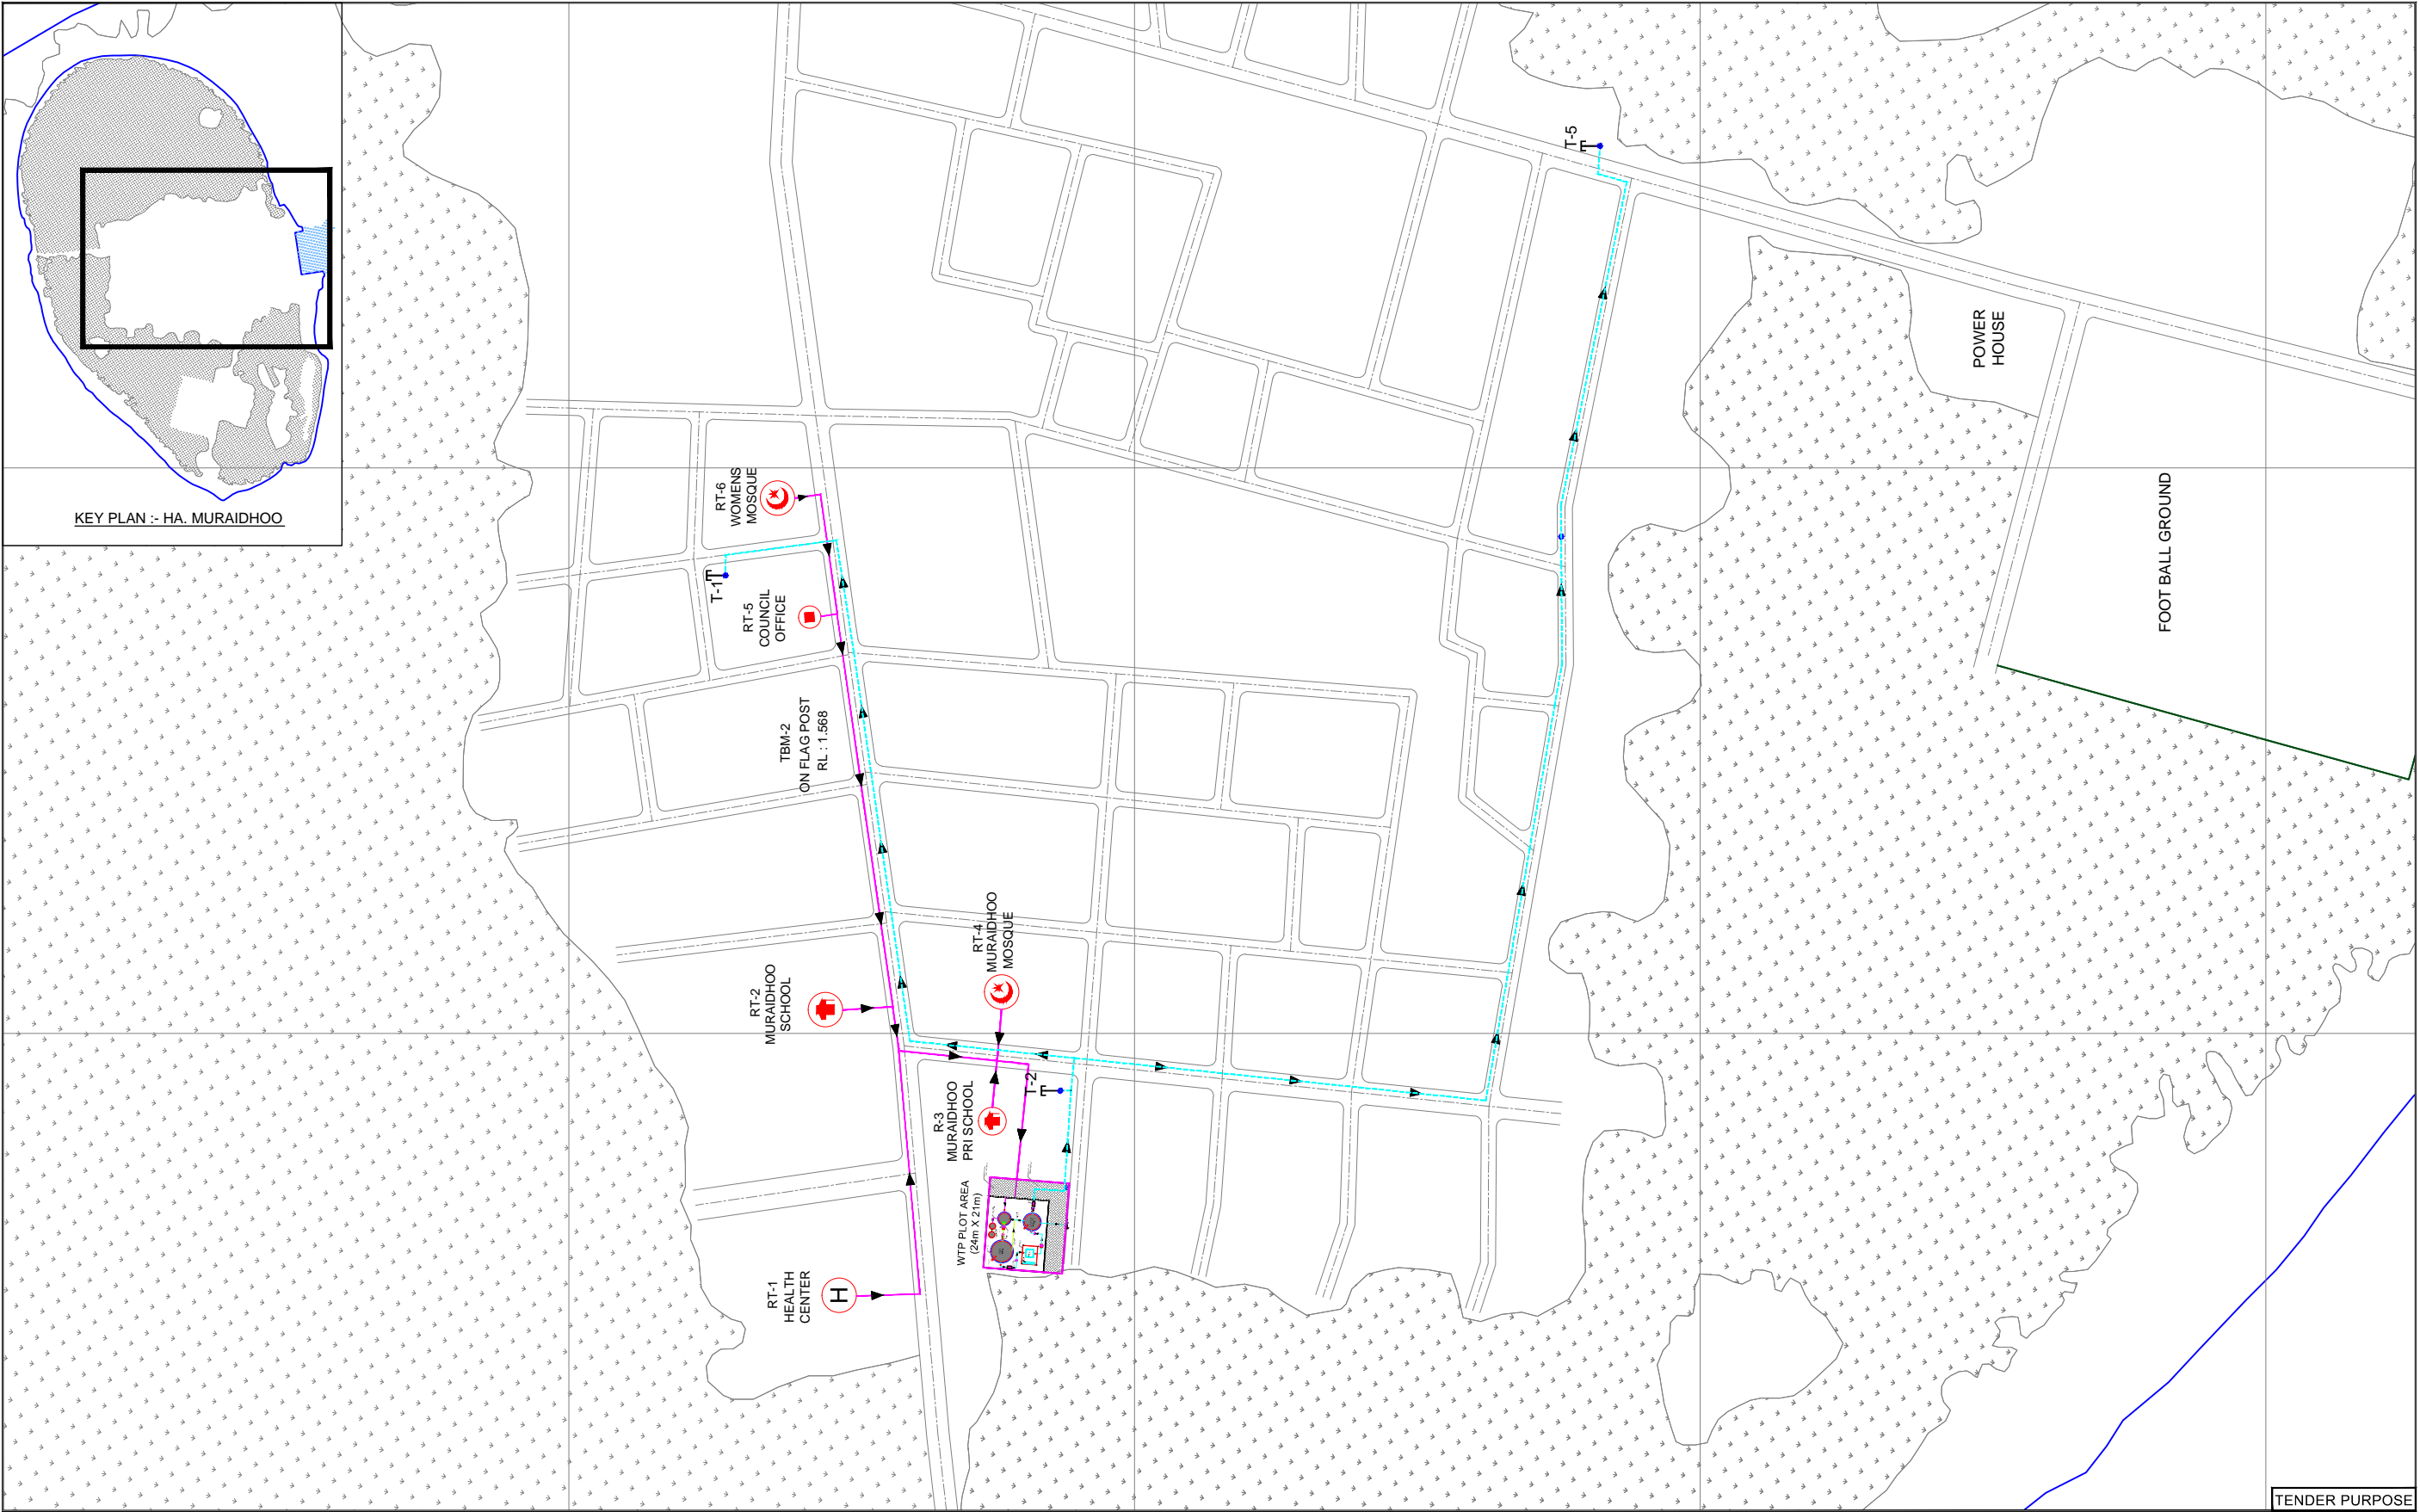 KEY PLAN :- HA. MURAIDHOO
T-5
POWER
HOUSE
FOOT BALL GROUND
RT-6
WOMENS
MOSQUE
T-1
RT-5
COUNCIL
OFFICE
TBM-2
ON FLAG POST
RL : 1.568
RT-4
MURAIDHOO
MOSQUE
RT-2
MURAIDHOO
SCHOOL
T-2
R-3
MURAIDHOO
PRI SCHOOL
WTP PLOT AREA
(24m X 21m)
RT-1
HEALTH
CENTER
H
TENDER PURPOSE